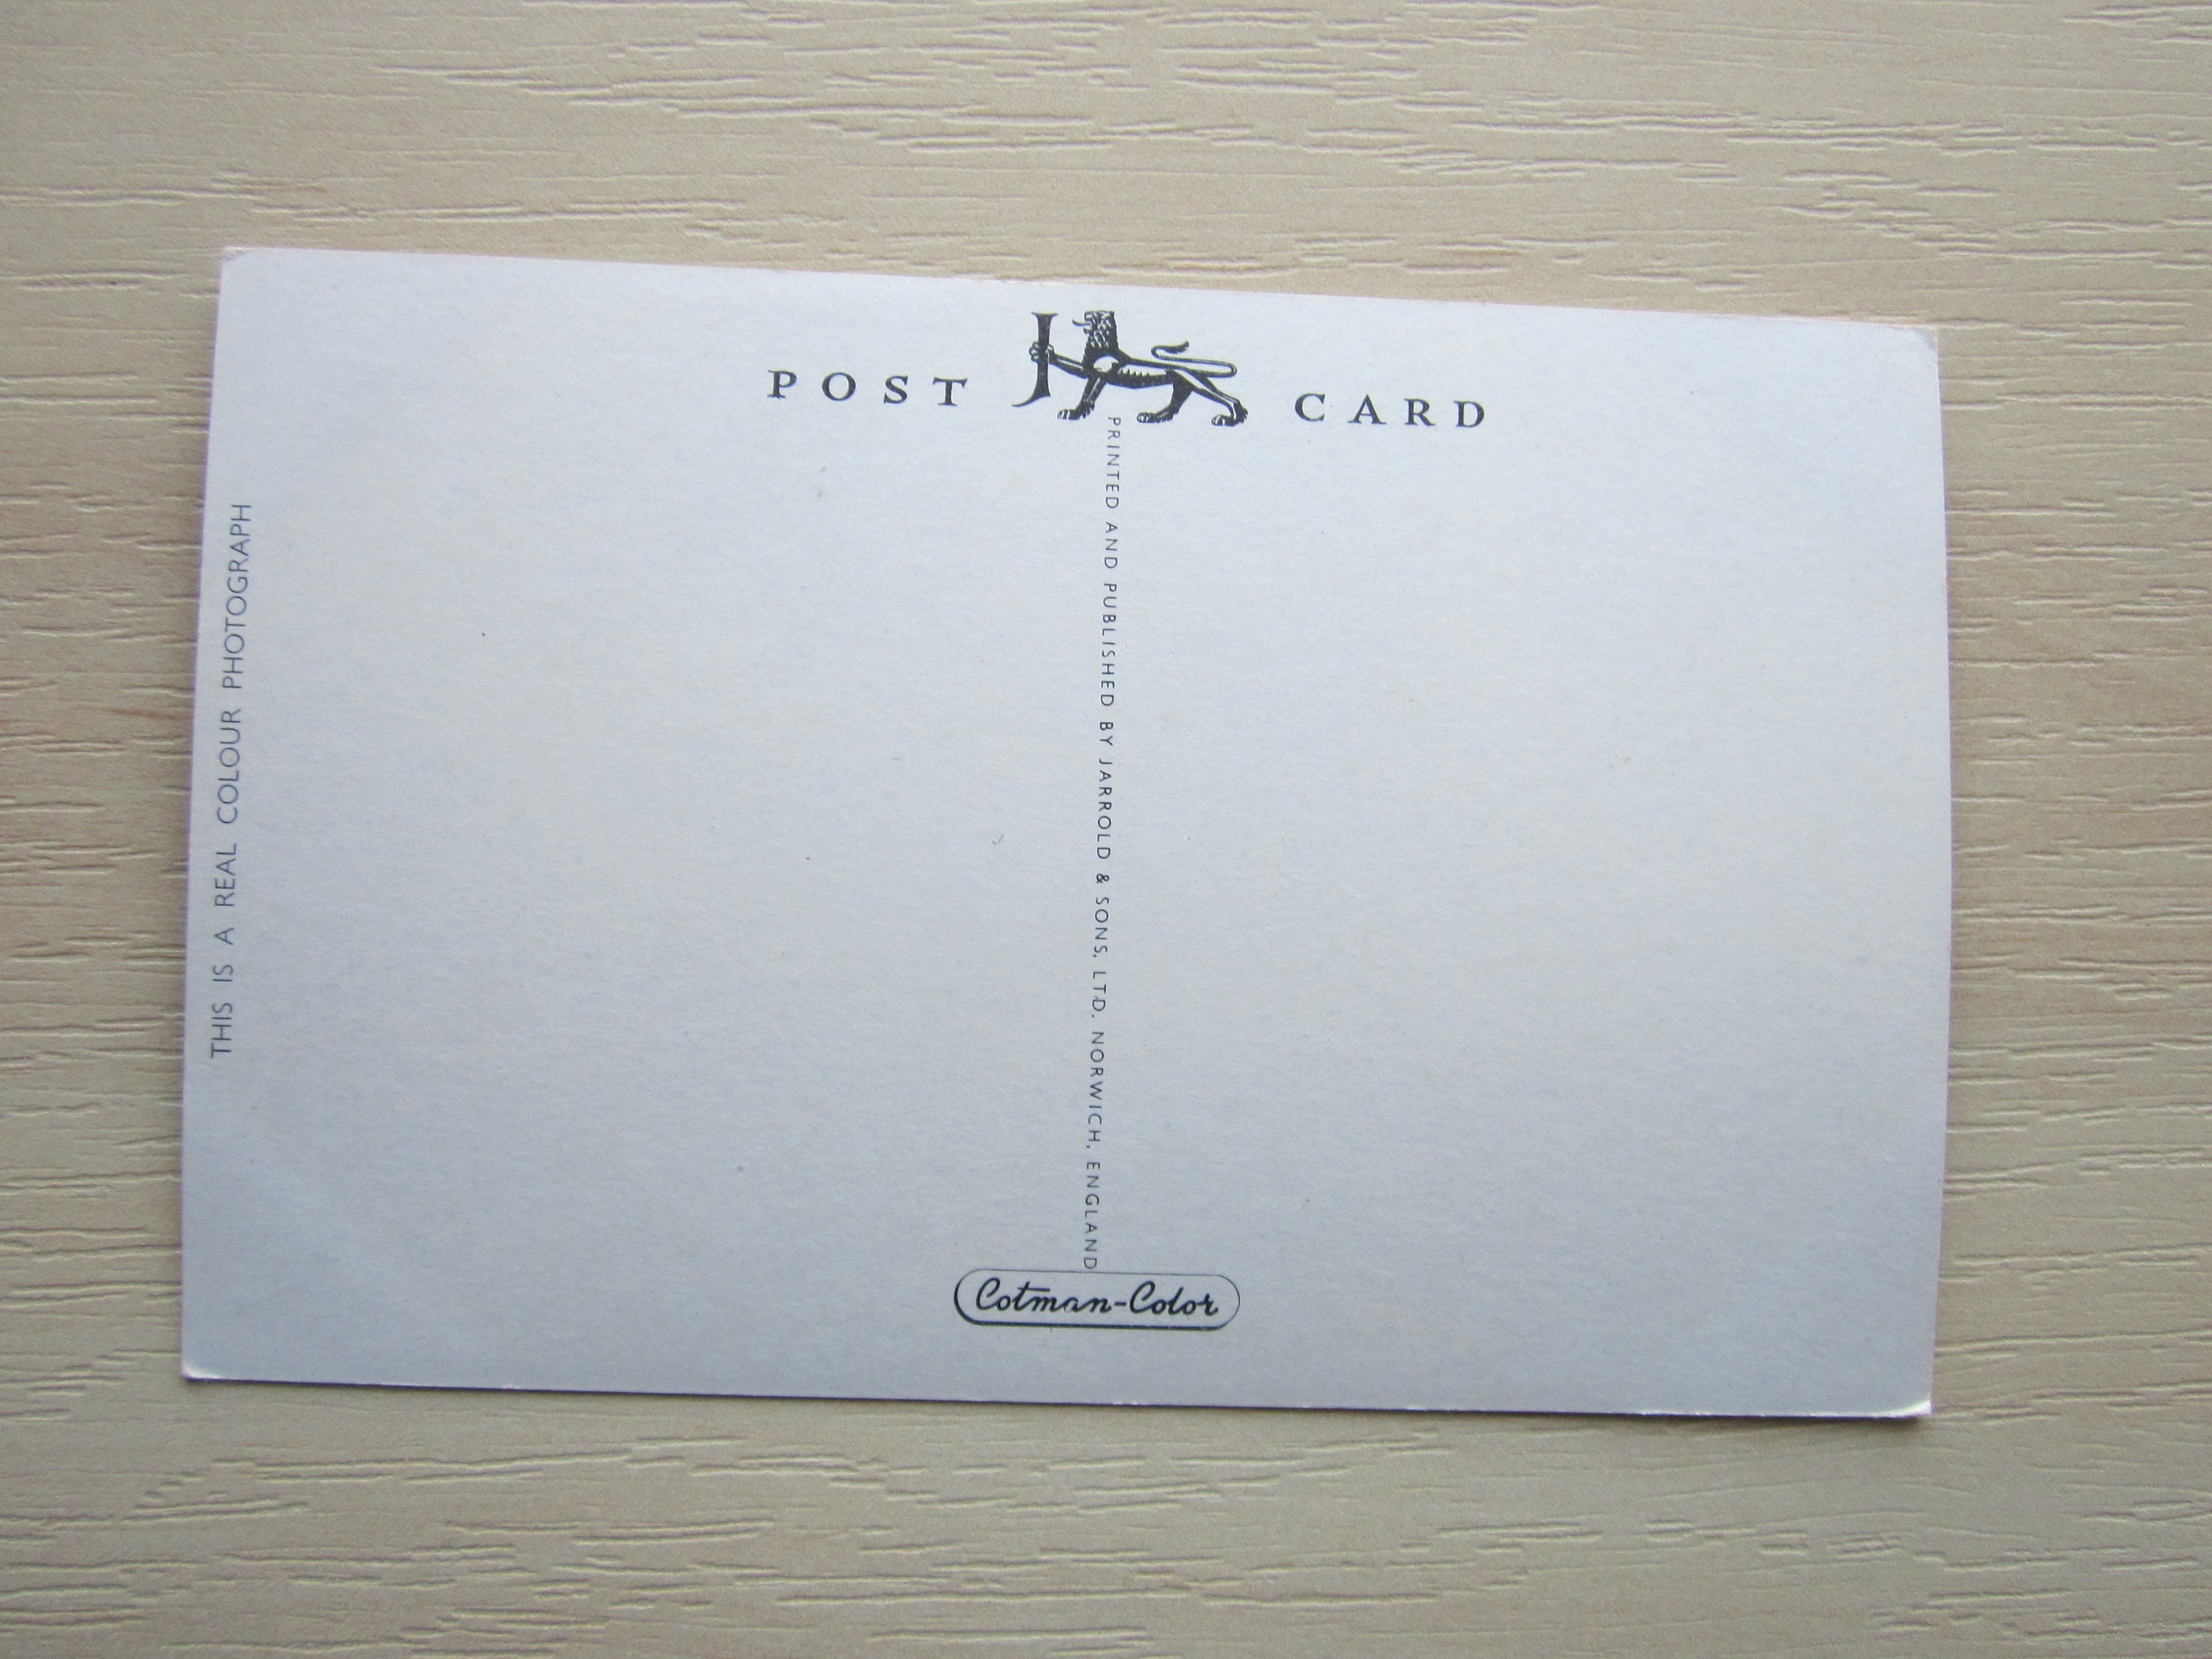 POST J CARD
THIS IS A REAL COLOUR PHOTOGRAPH
PRINTED AND PUBLISHED BY JARROLD & SONS, LTD. NORWICH, ENGLAND
Cotman-Color